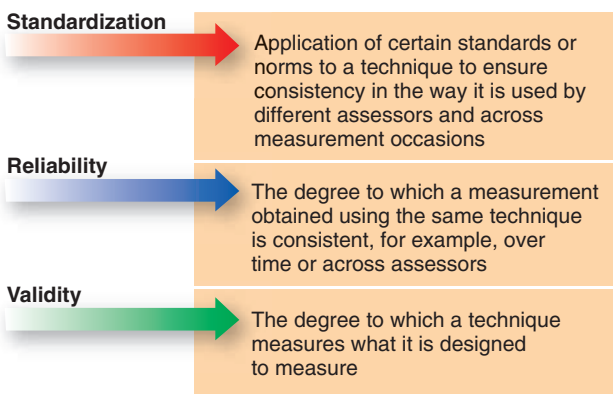 Standardization
Application of certain standards or
norms to a technique to ensure
consistency in the way it is used by
different assessors and across
measurement occasions
Reliability
The degree to which a measurement
obtained using the same technique
is consistent, for example, over
time or across assessors
Validity
The degree to which a technique
measures what it is designed
to measure